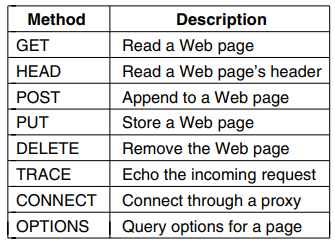 Method Description
GET Read a Web page
HEAD Read a Web page's header
POST Append to a Web page
PUT Store a Web page
DELETE Remove the Web page
TRACE Echo the incoming request
CONNECT Connect through a proxy
OPTIONS Query options for a page